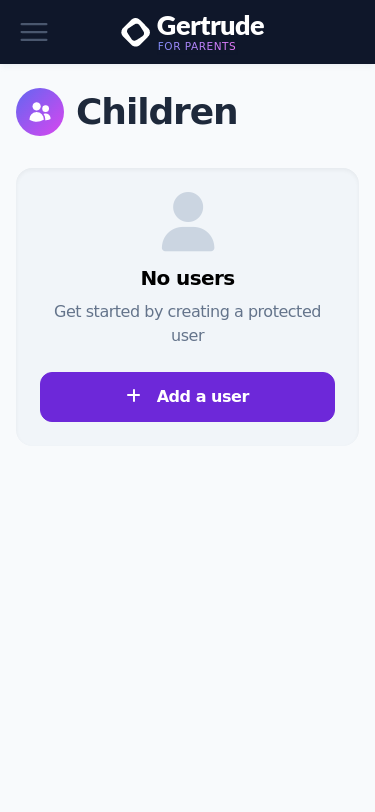 Gertrude
FOR PARENTS
Children
No users
Get started by creating a protected
user
Add a user